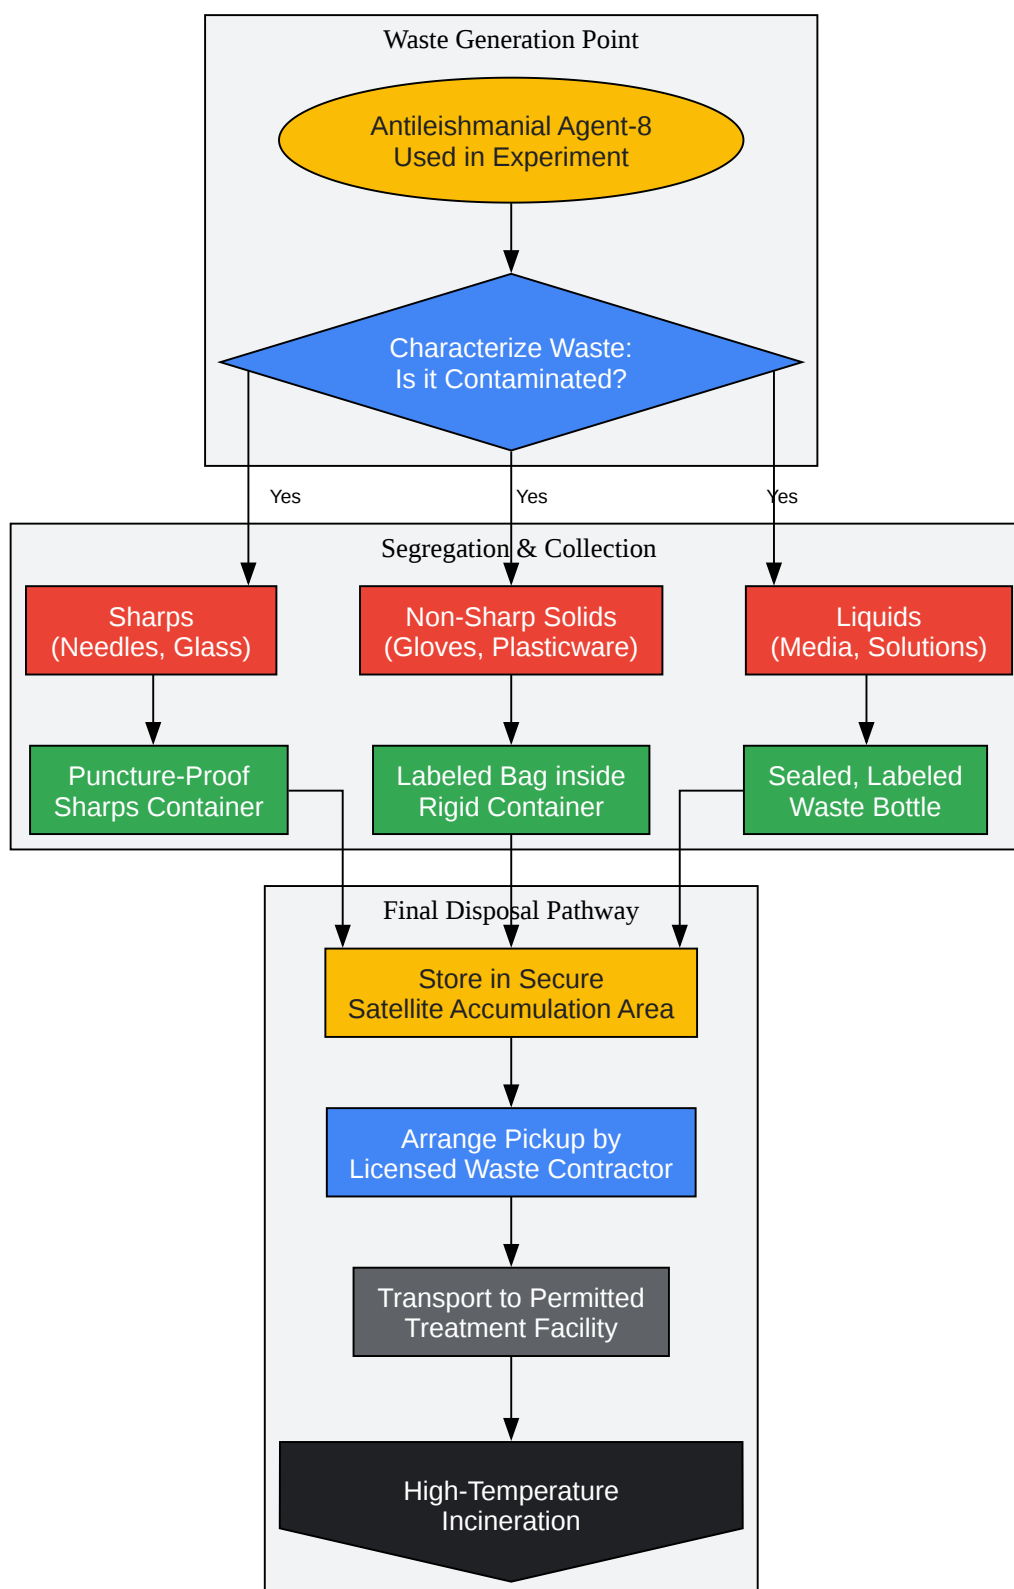 Waste Generation Point
Antileishmanial Agent-8
Used in Experiment
Characterize Waste:
Is it Contaminated?
Yes
Yes
Yes
Segregation & Collection
Sharps
(Needles, Glass)
Non-Sharp Solids
(Gloves, Plasticware)
Liquids
(Media, Solutions)
Puncture-Proof
Sharps Container
Labeled Bag inside
Rigid Container
Sealed, Labeled
Waste Bottle
Final Disposal Pathway
Store in Secure
Satellite Accumulation Area
Arrange Pickup by
Licensed Waste Contractor
Transport to Permitted
Treatment Facility
High-Temperature
Incineration